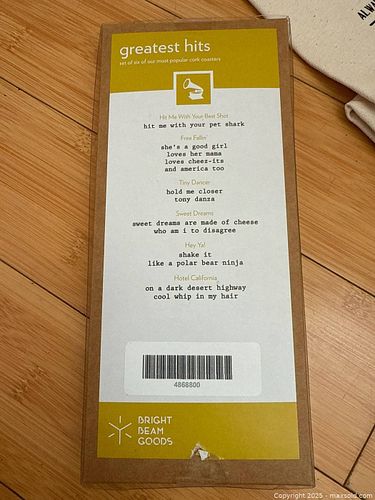 greatest hits
set of six of our most popular cork coasters
Hit Me With Your Best Shot
hit me with your pet shark
Free Fallin'
she's a good girl
loves her mama
loves cheez-its
and america too
Tiny Dancer
hold me closer
tony danza
Sweet Dreams
sweet dreams are made of cheese
who am i to disagree
Hey Ya!
shake it
like a polar bear ninja
Hotel California
on a dark desert highway
cool whip in my hair
4868800
BRIGHT
BEAM
GOODS
Copyright 2025 - maxsold.com